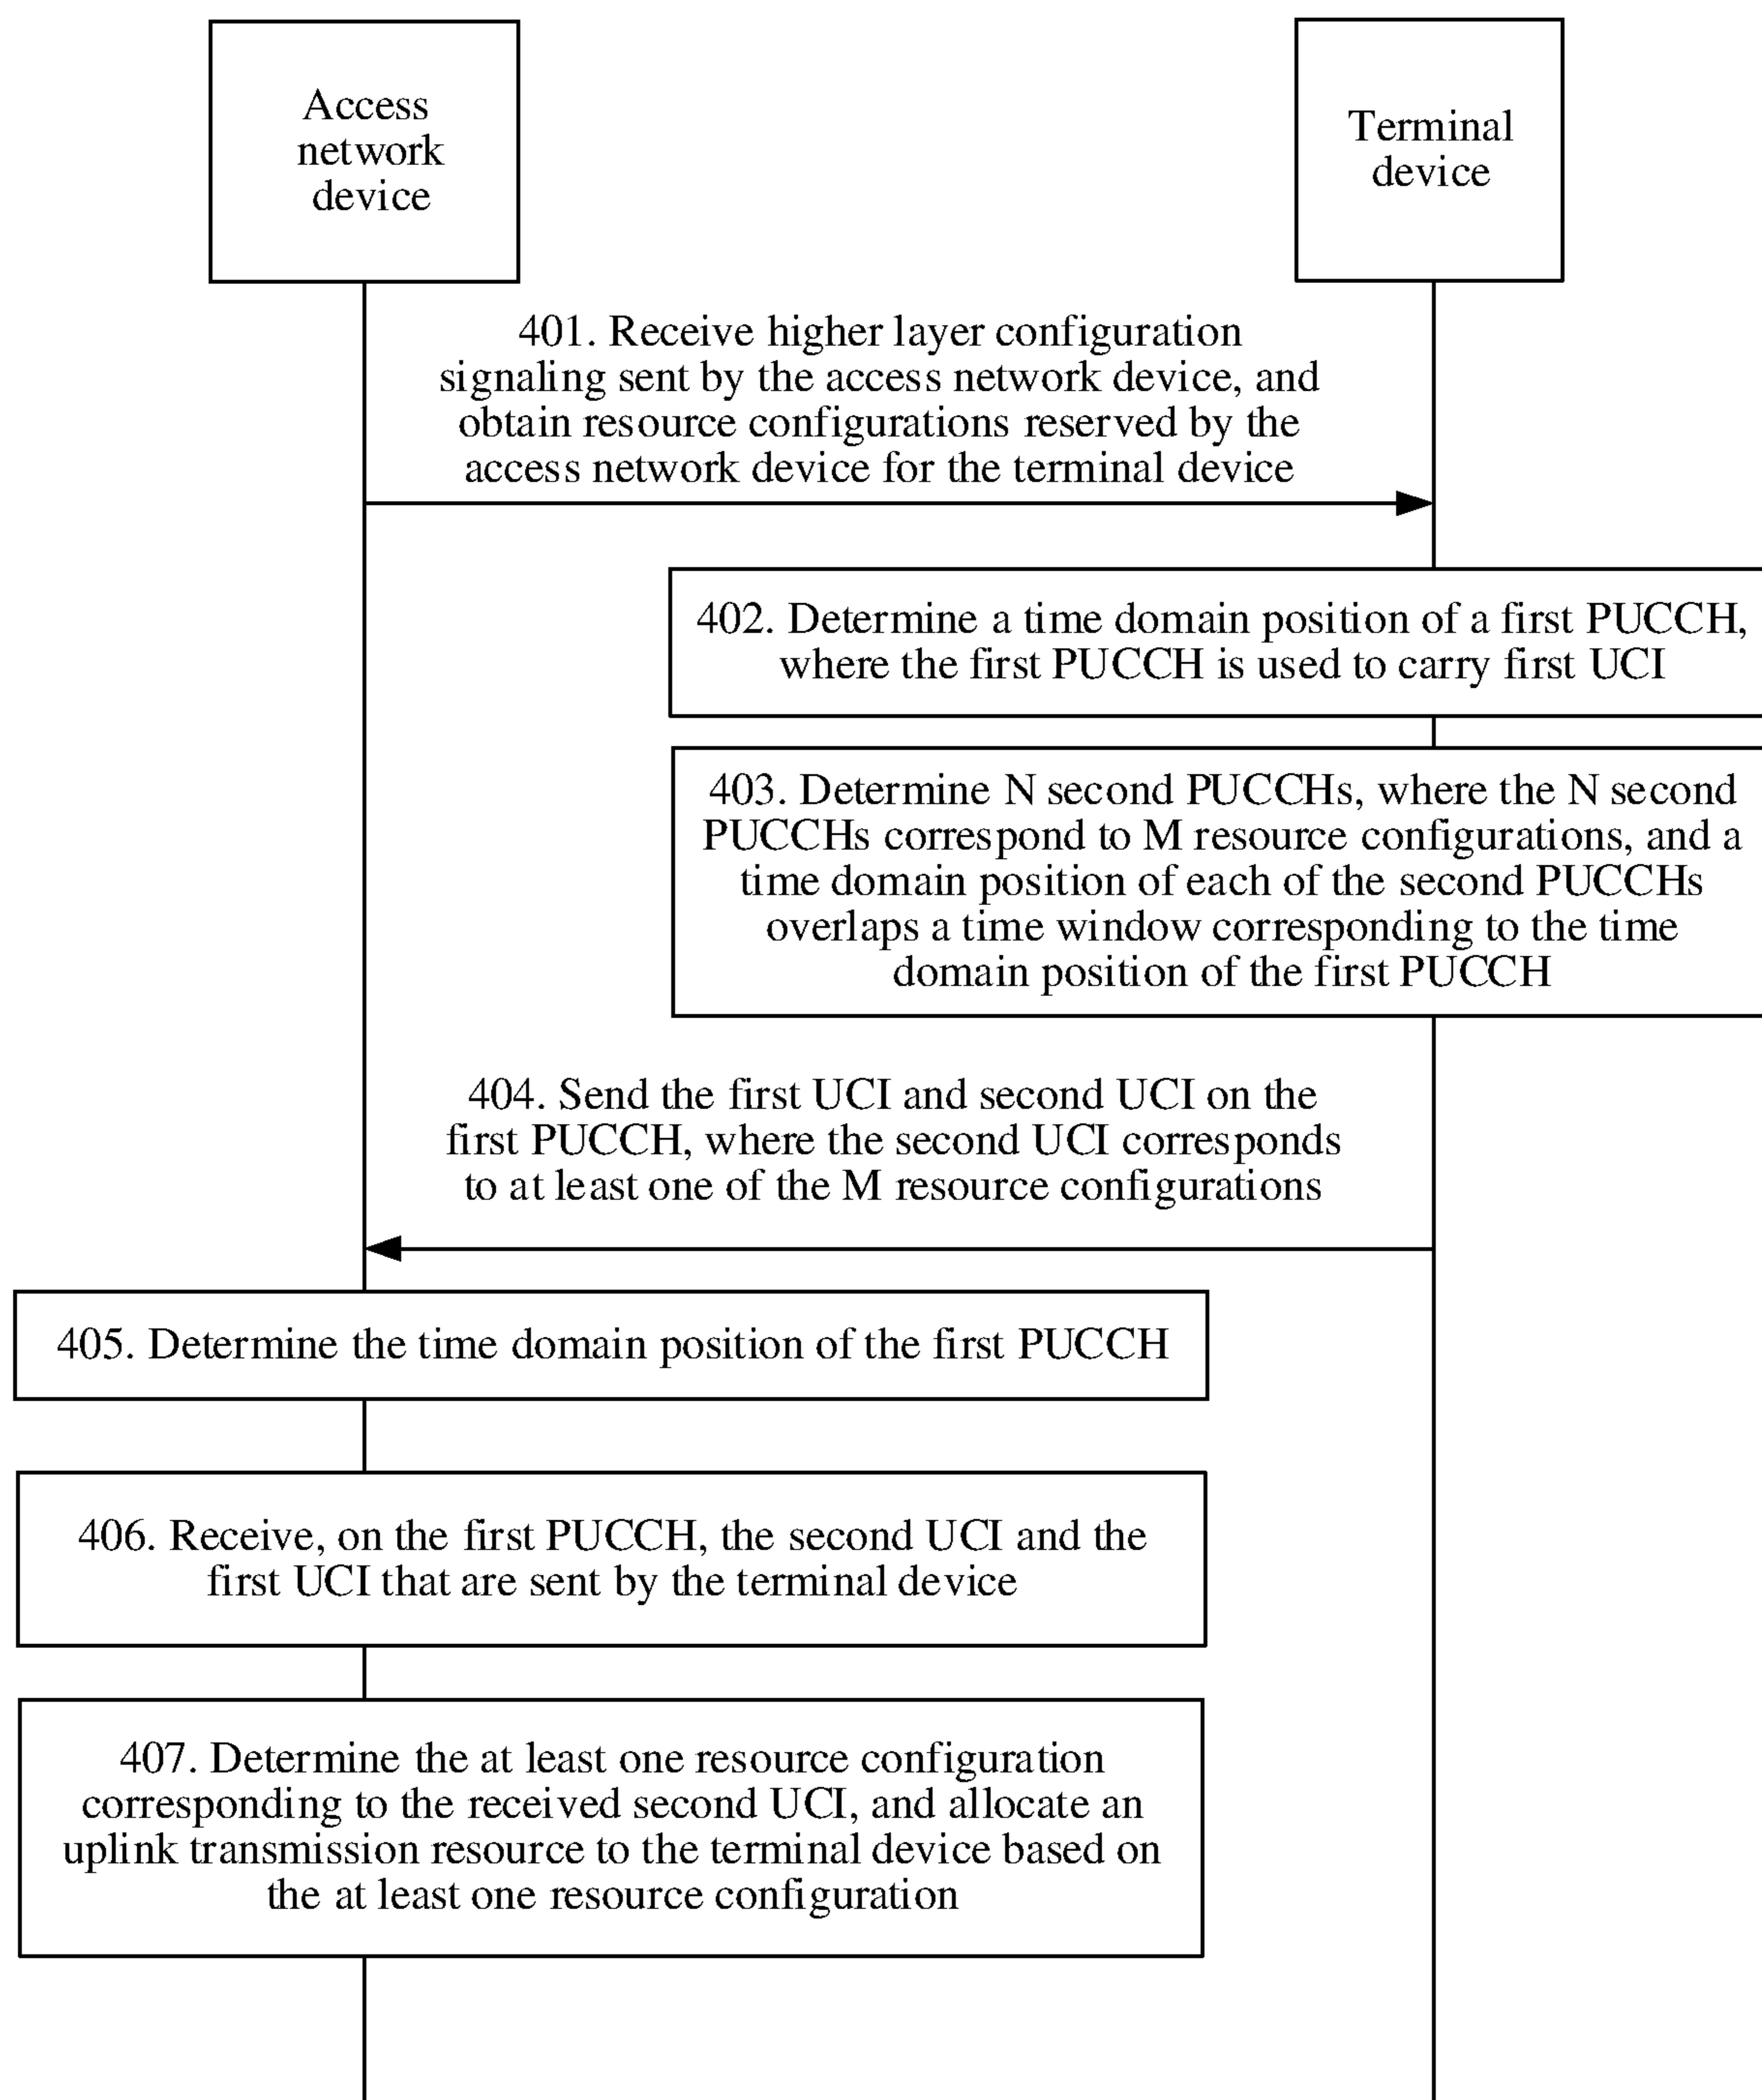 Access
network
device
Terminal
device
401. Receive higher layer configuration
signaling sent by the access network device, and
obtain resource configurations reserved by the
access network device for the terminal device
402. Determine a time domain position of a first PUCCH,
where the first PUCCH is used to carry first UCI
403. Determine N second PUCCHs, where the N second
PUCCHs correspond to M resource configurations, and a
time domain position of each of the second PUCCHs
overlaps a time window corresponding to the time
domain position of the first PUCCH
404. Send the first UCI and second UCI on the
first PUCCH, where the second UCI corresponds
to at least one of the M resource configurations
405. Determine the time domain position of the first PUCCH
406. Receive, on the first PUCCH, the second UCI and the
first UCI that are sent by the terminal device
407. Determine the at least one resource configuration
corresponding to the received second UCI, and allocate an
uplink transmission resource to the terminal device based on
the at least one resource configuration